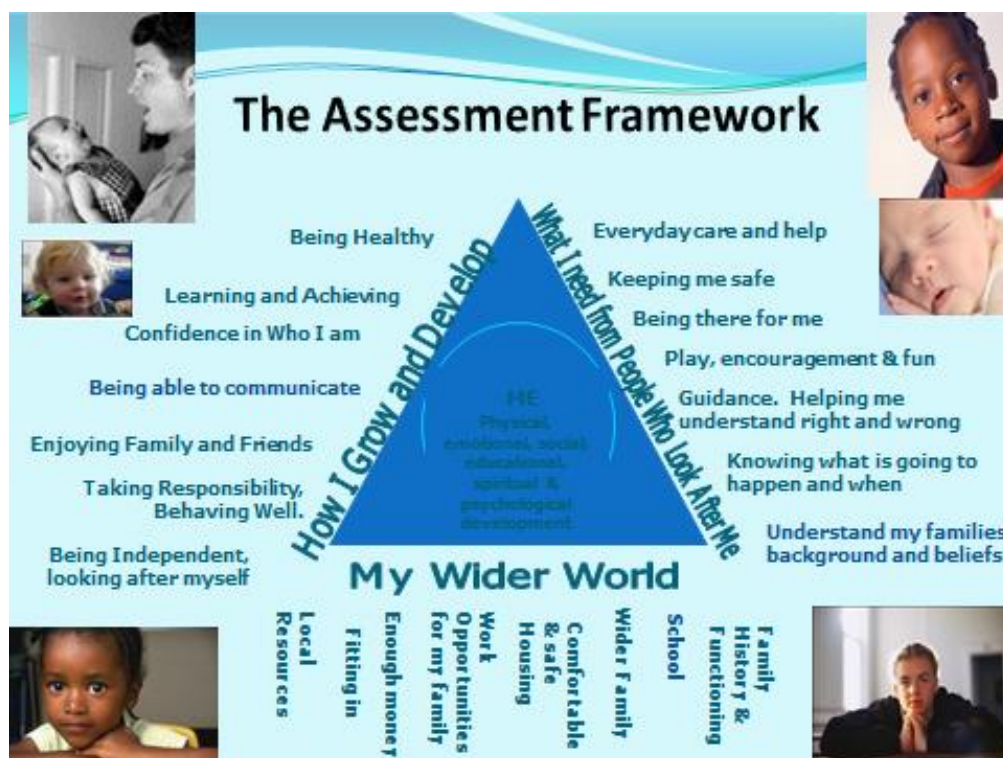 The Assessment Framework
Being Healthy
Learning and Achieving
Confidence in Who I am
Being able to communicate
Enjoying Family and Friends
Taking Responsibility,
Behaving Well.
Being Independent,
looking after myself
How I Grow and Develop
What I need from People Who Look After Me
Everyday care and help
Keeping me safe
Being there for me
Play, encouragement & fun
Guidance. Helping me
understand right and wrong
Knowing what is going to
happen and when
Understand my families
background and beliefs
HE
Physical,
emotional, social,
educational,
spiritual &
psychological
development
My Wider World
Local
Resources
Fitting in
Enough money
Work
Opportunities
for my family
Comfortable
& safe
Housing
Wider Family
School
Family
History &
Functioning